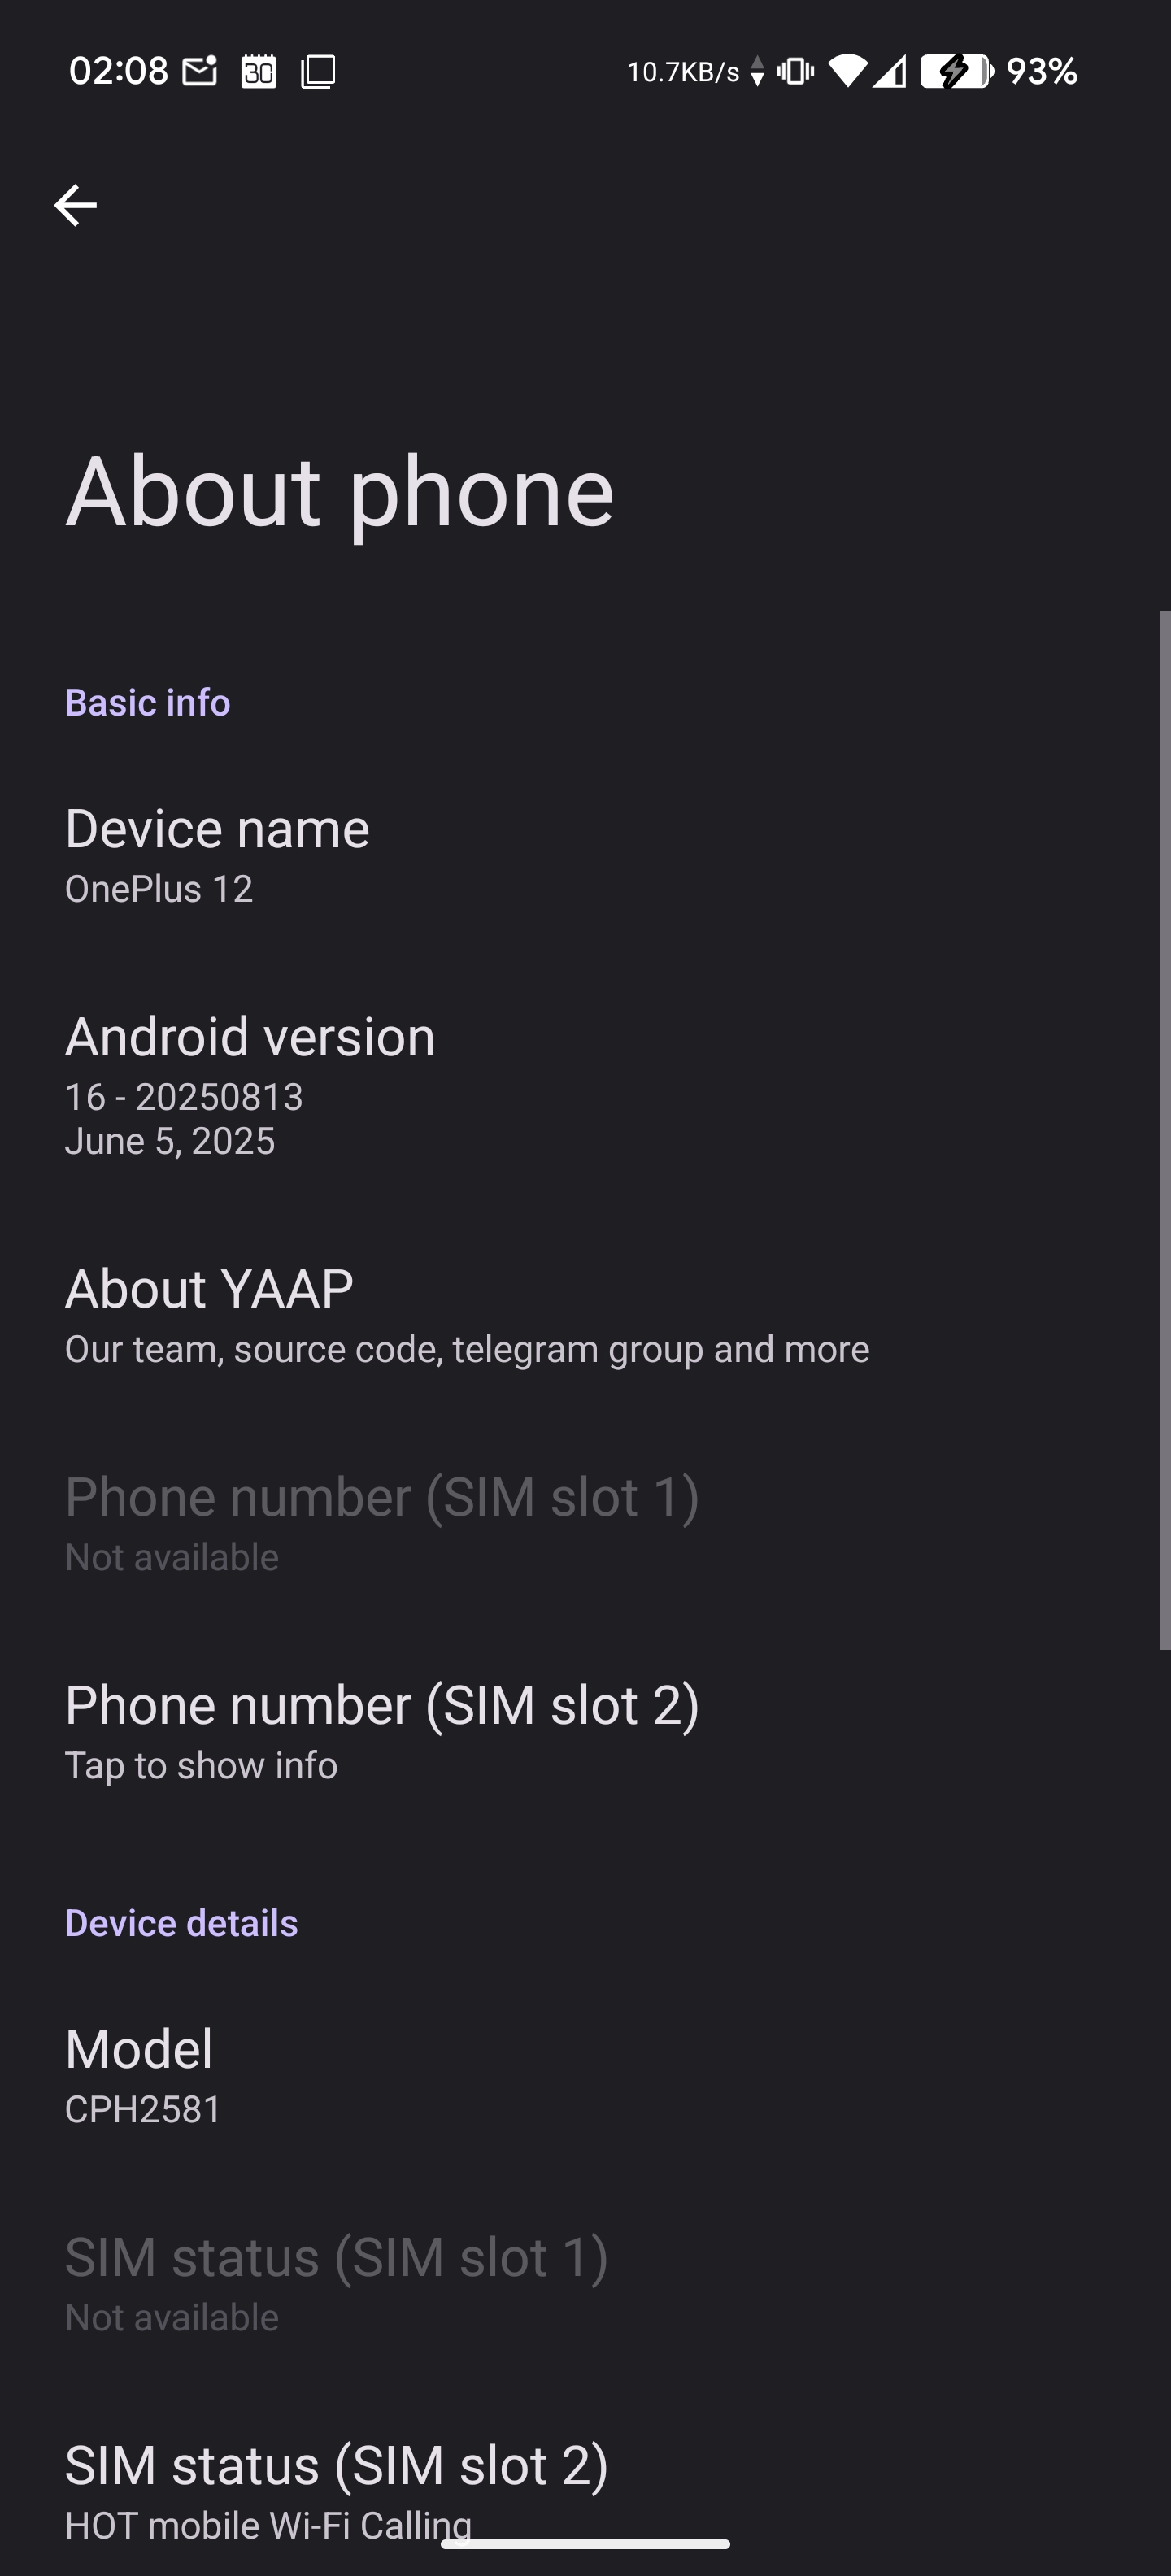 02:08 30 10.7KB/s 93%
About phone
Basic info
Device name
OnePlus 12
Android version
16 - 20250813
June 5, 2025
About YAAP
Our team, source code, telegram group and more
Phone number (SIM slot 1)
Not available
Phone number (SIM slot 2)
Tap to show info
Device details
Model
CPH2581
SIM status (SIM slot 1)
Not available
SIM status (SIM slot 2)
HOT mobile Wi-Fi Calling